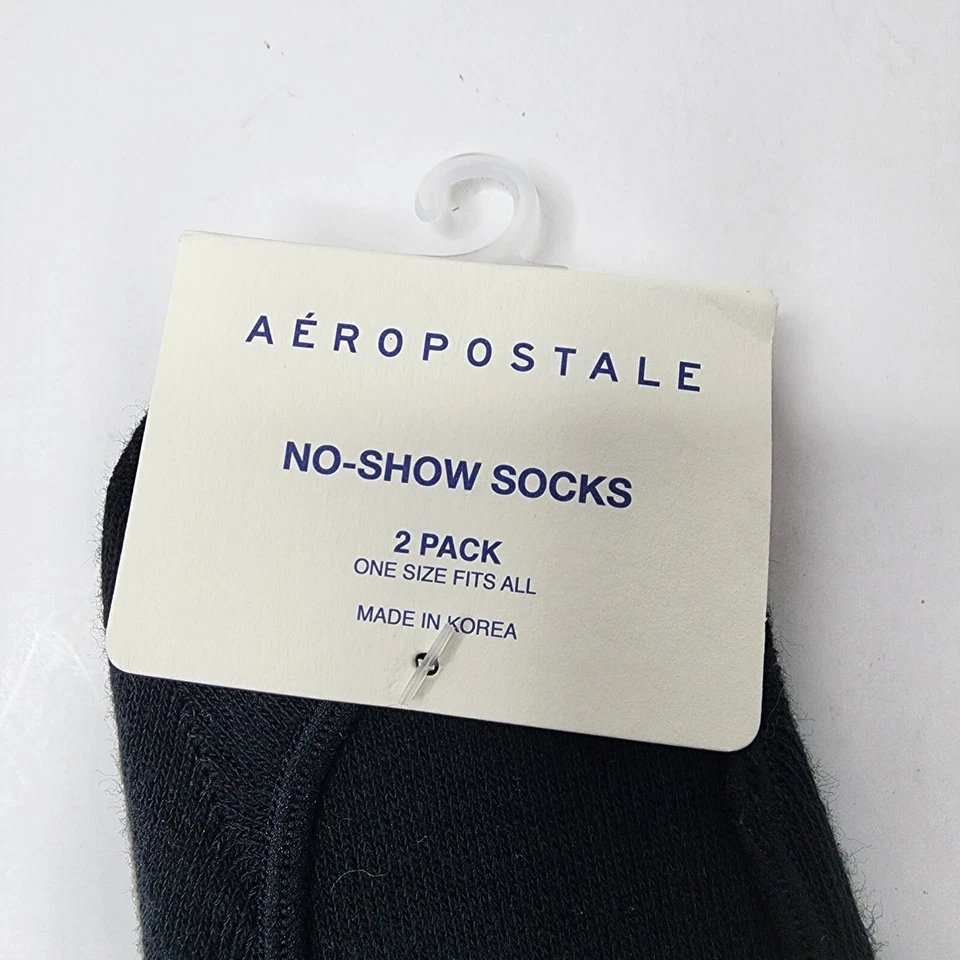 AÉROPOSTALE
NO-SHOW SOCKS
2 PACK
ONE SIZE FITS ALL
MADE IN KOREA